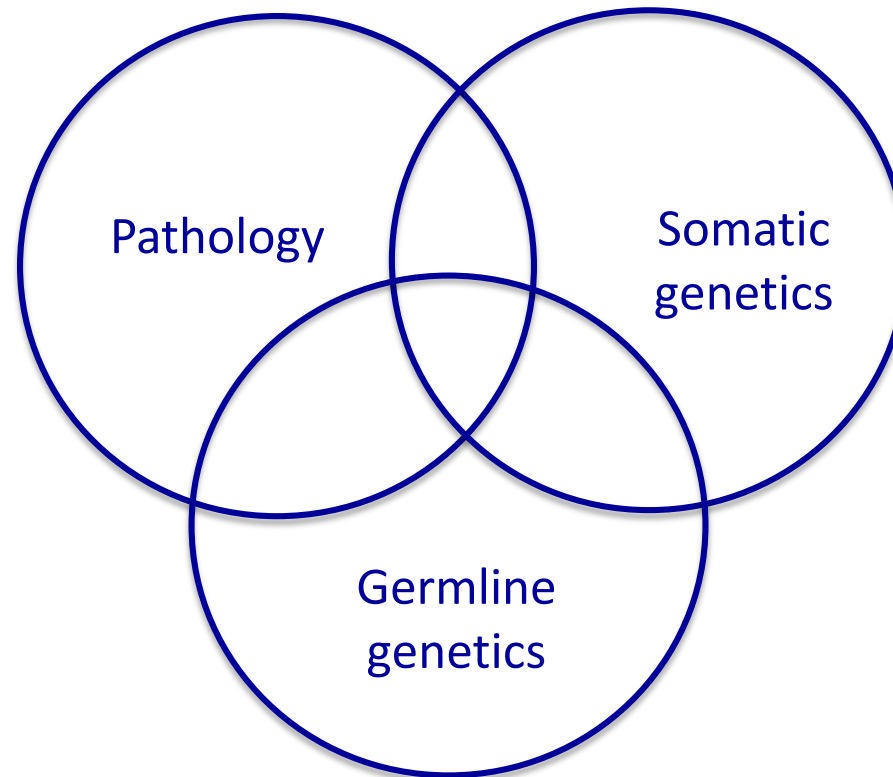 Pathology
Somatic
genetics
Germline
genetics